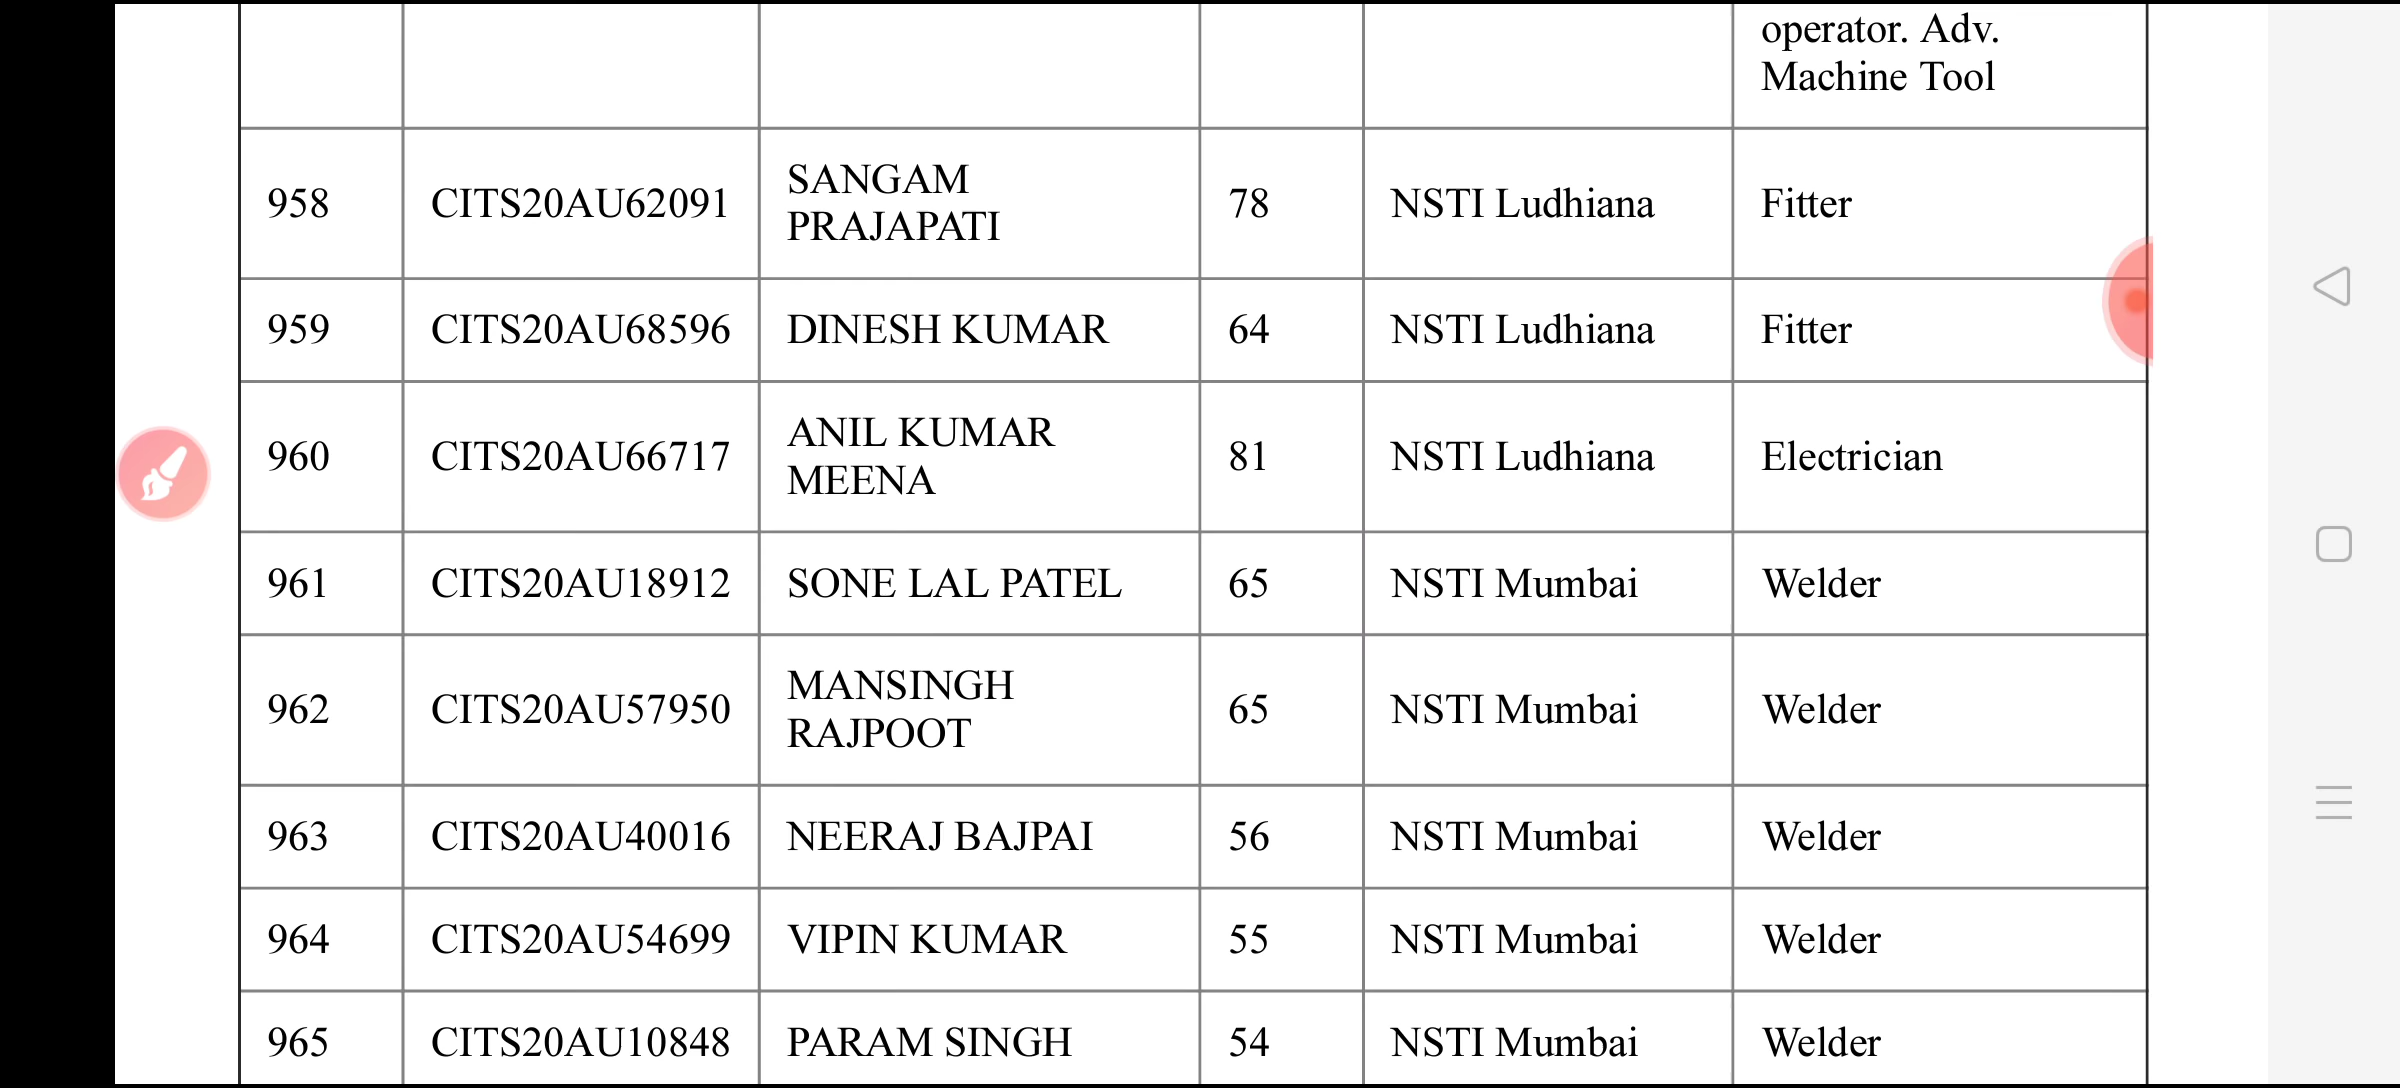 operator. Adv.
Machine Tool
958 CITS20AU62091 SANGAM PRAJAPATI 78 NSTI Ludhiana Fitter
959 CITS20AU68596 DINESH KUMAR 64 NSTI Ludhiana Fitter
960 CITS20AU66717 ANIL KUMAR MEENA 81 NSTI Ludhiana Electrician
961 CITS20AU18912 SONE LAL PATEL 65 NSTI Mumbai Welder
962 CITS20AU57950 MANSINGH RAJPOOT 65 NSTI Mumbai Welder
963 CITS20AU40016 NEERAJ BAJPAI 56 NSTI Mumbai Welder
964 CITS20AU54699 VIPIN KUMAR 55 NSTI Mumbai Welder
965 CITS20AU10848 PARAM SINGH 54 NSTI Mumbai Welder